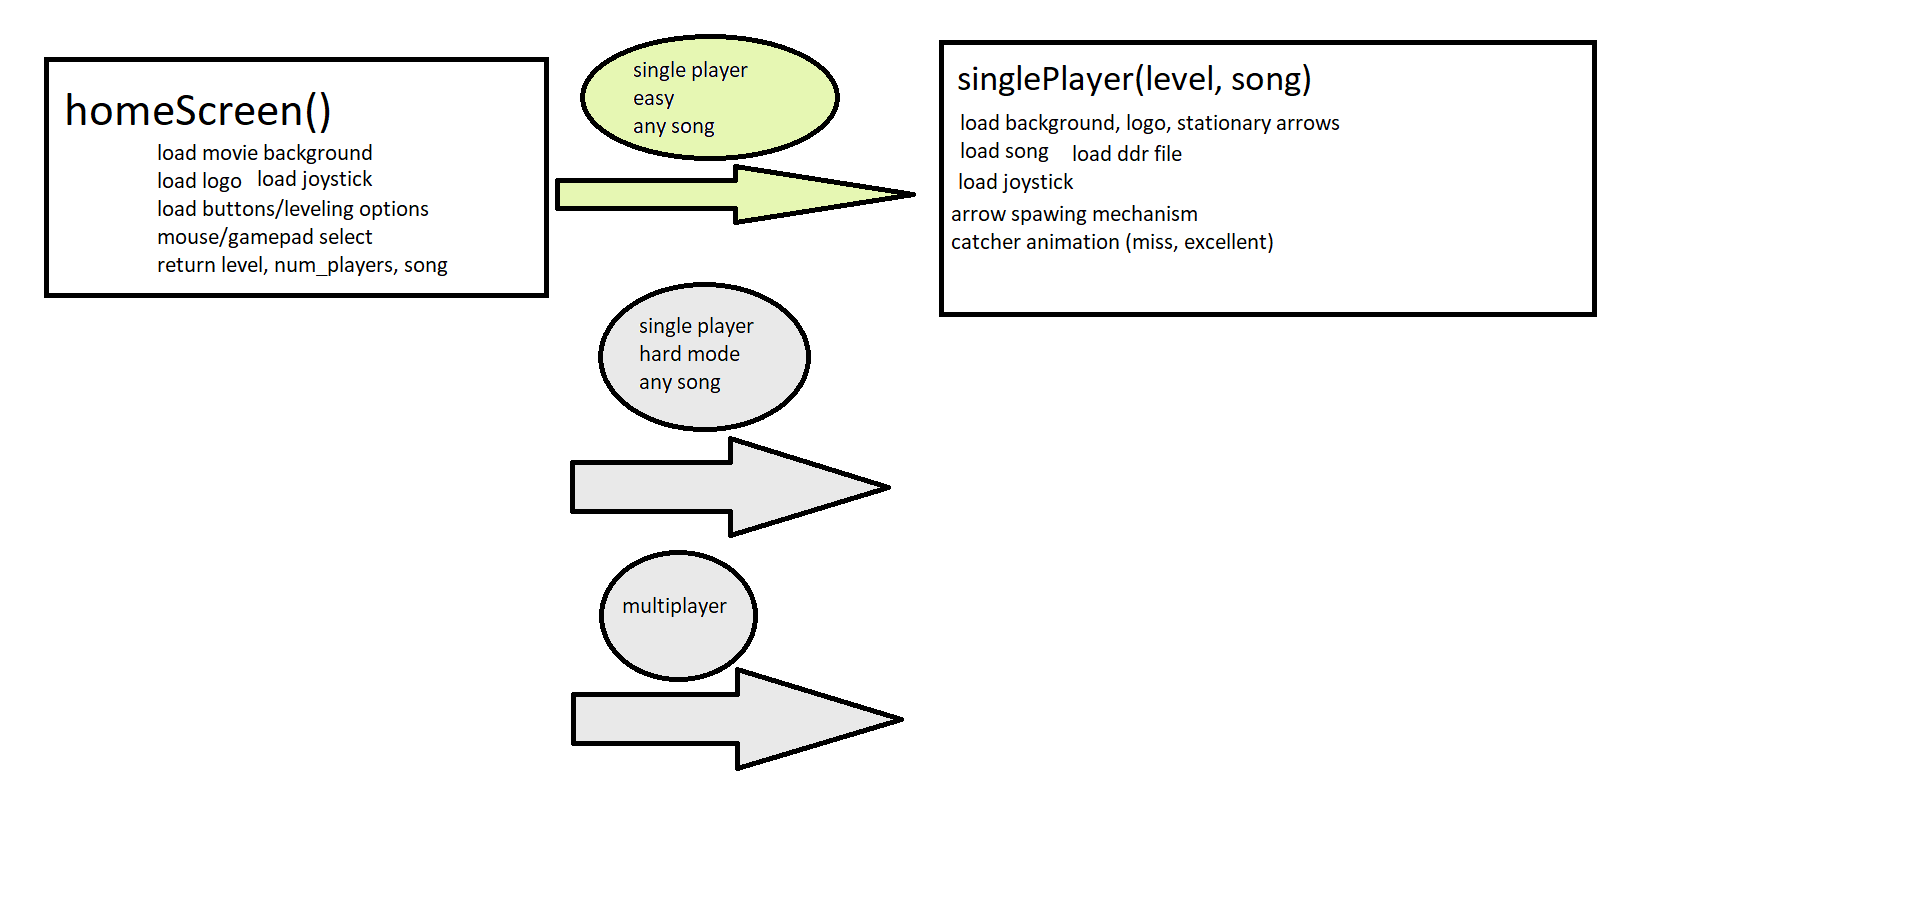 homeScreen()
load movie background
load logo load joystick
load buttons/leveling options
mouse/gamepad select
return level, num_players, song
single player
easy
any song
singlePlayer(level, song)
load background, logo, stationary arrows
load song load ddr file
load joystick
arrow spawing mechanism
catcher animation (miss, excellent)
single player
hard mode
any song
multiplayer